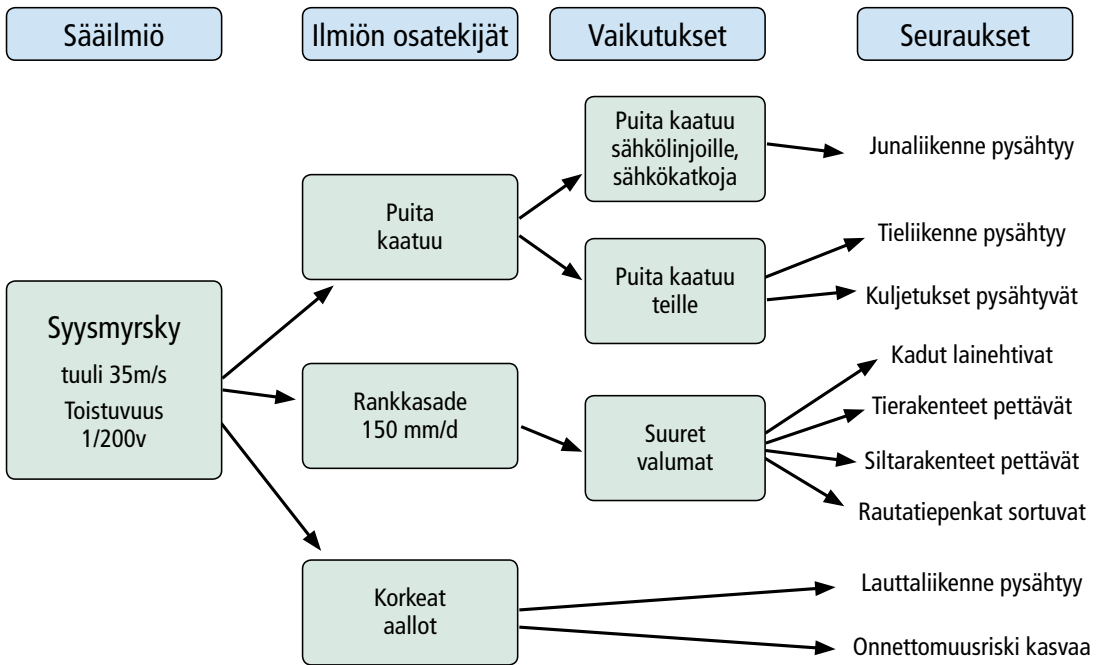 Sääilmiö
Ilmiön osatekijät
Vaikutukset
Seuraukset
Syysmyrsky
tuuli 35m/s
Toistuvuus
1/200v
Puita
kaatuu
Rankkasade
150 mm/d
Korkeat
aallot
Puita kaatuu
sähkölinjoille,
sähkökatkoja
Puita kaatuu
teille
Suuret
valumat
Junaliikenne pysähtyy
Tieliikenne pysähtyy
Kuljetukset pysähtyvät
Kadut lainehtivat
Tierakenteet pettävät
Siltarakenteet pettävät
Rautatiepenkat sortuvat
Lauttaliikenne pysähtyy
Onnettomuusriski kasvaa